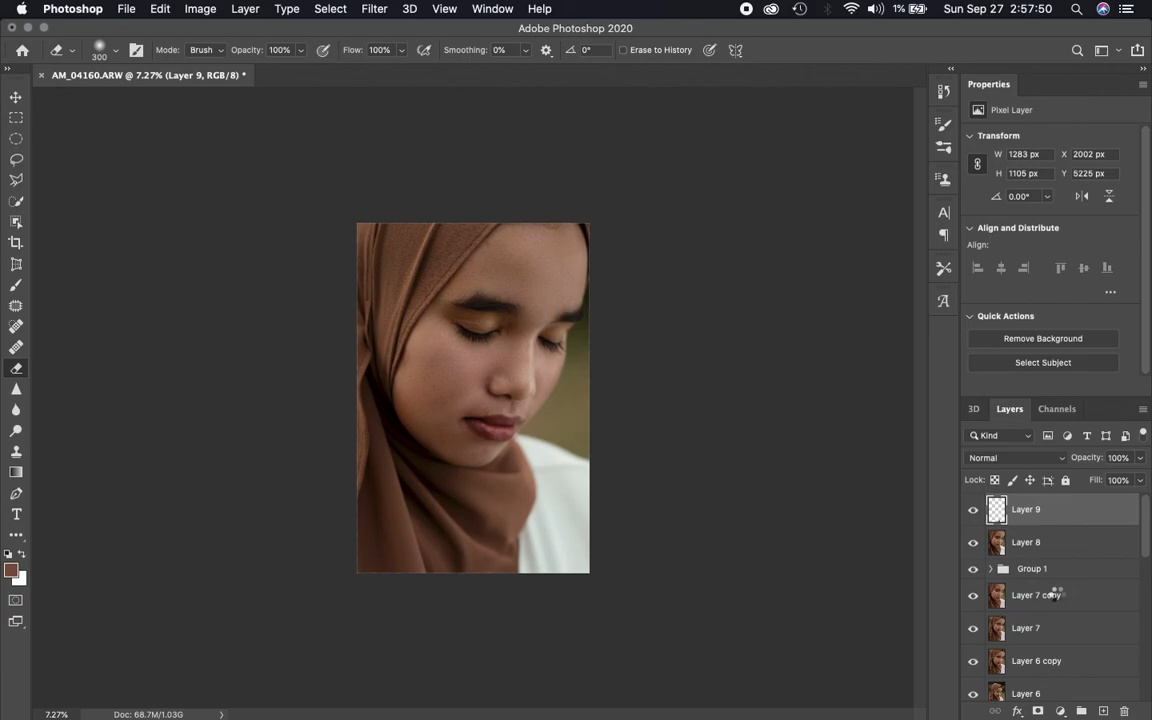 Photoshop File Edit Image Layer Type Select Filter 3D View Window Help 1% Sun Sep 27 2:57:50
Adobe Photoshop 2020
300 Mode: Brush Opacity: 100% Flow: 100% Smoothing: 0% 0° Erase to History
AM_04160.ARW @ 7.27% (Layer 9, RGB/8) *
Properties
Pixel Layer
Transform
W 1283 px X 2002 px
H 1105 px Y 5225 px
0.00°
Align and Distribute
Align:
Quick Actions
Remove Background
Select Subject
3D Layers Channels
Kind
Normal Opacity: 100%
Lock: Fill: 100%
Layer 9
Layer 8
Group 1
Layer 7 copy
Layer 7
Layer 6 copy
Layer 6
7.27% Doc: 68.7M/1.03G